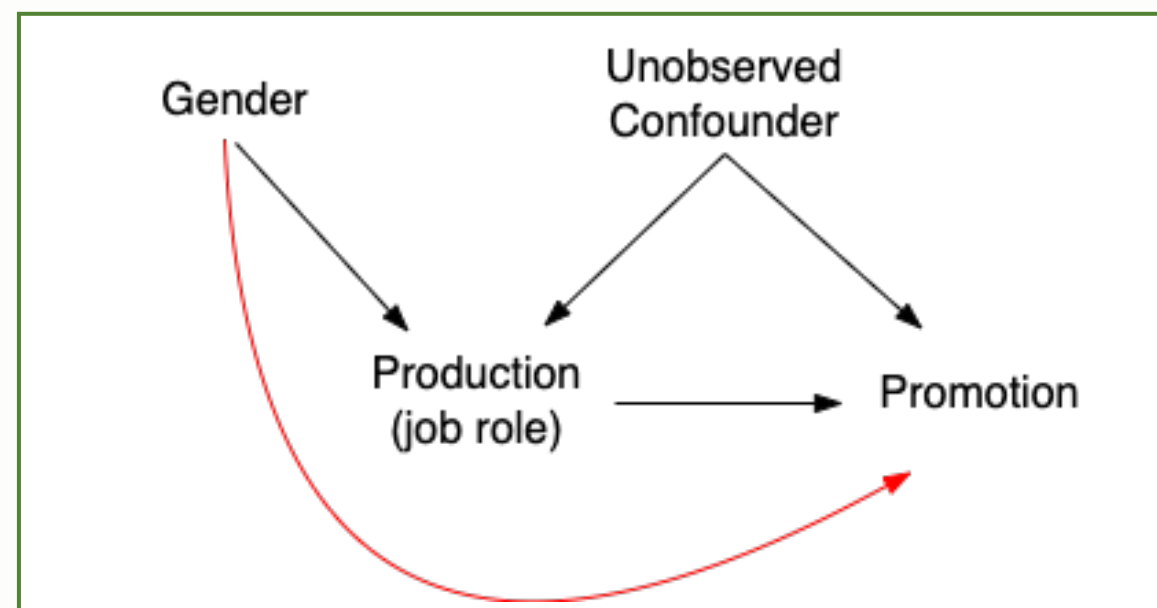 Gender
Unobserved
Confounder
Production
(job role)
Promotion